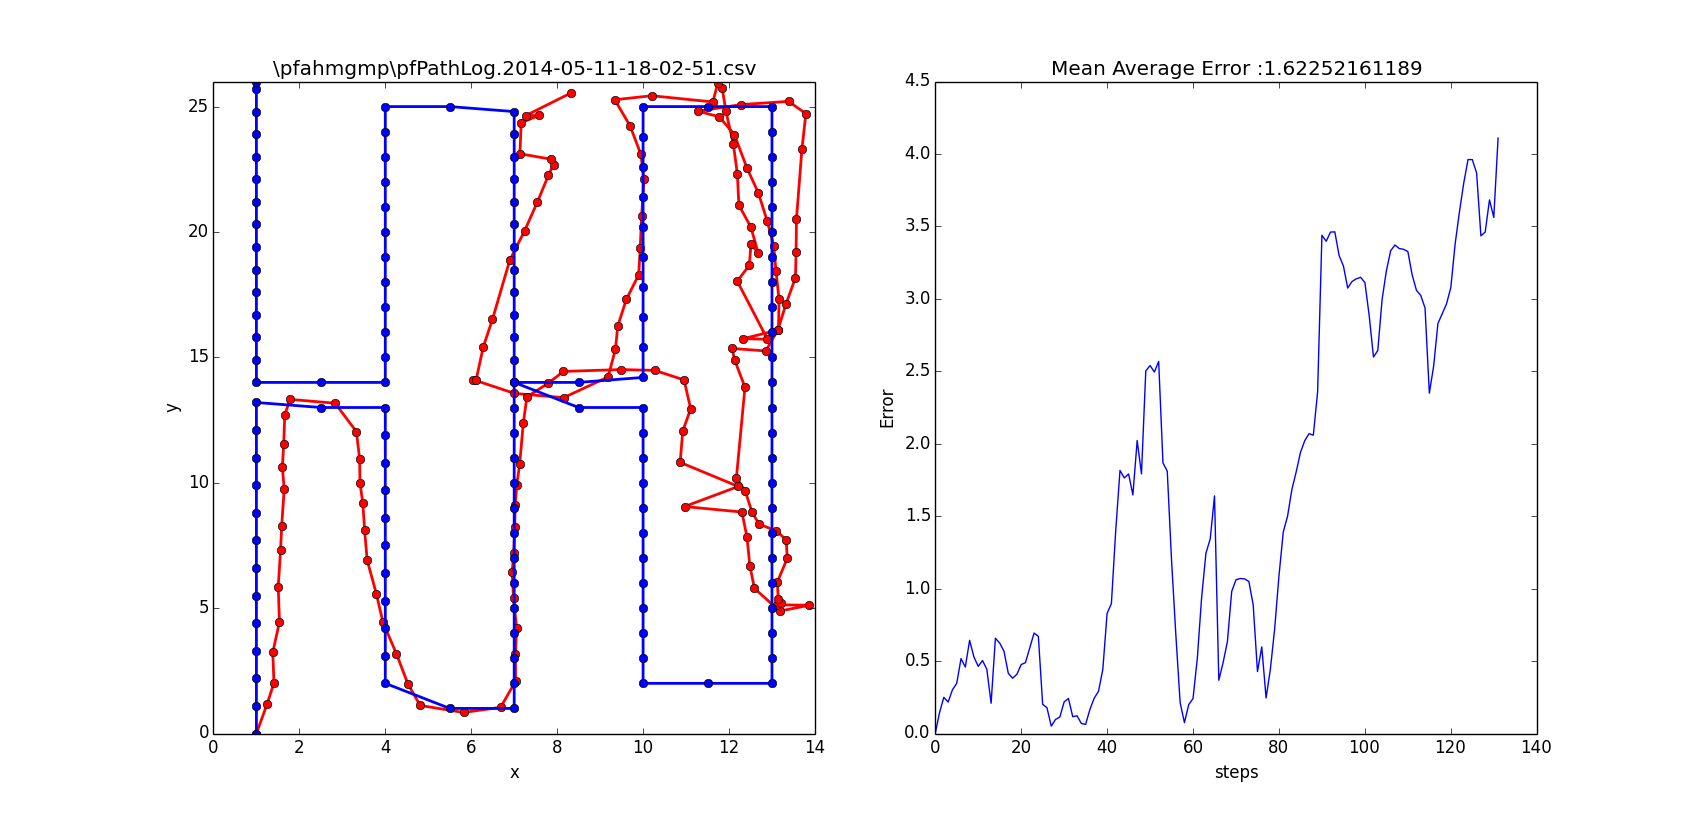 \pfahmgmp\pfPathLog.2014-05-11-18-02-51.csv
25
20
15
10
5
0
y
0 2 4 6 8 10 12 14
x
Mean Average Error :1.62252161189
4.5
4.0
3.5
3.0
2.5
2.0
1.5
1.0
0.5
0.0
Error
0 20 40 60 80 100 120 140
steps